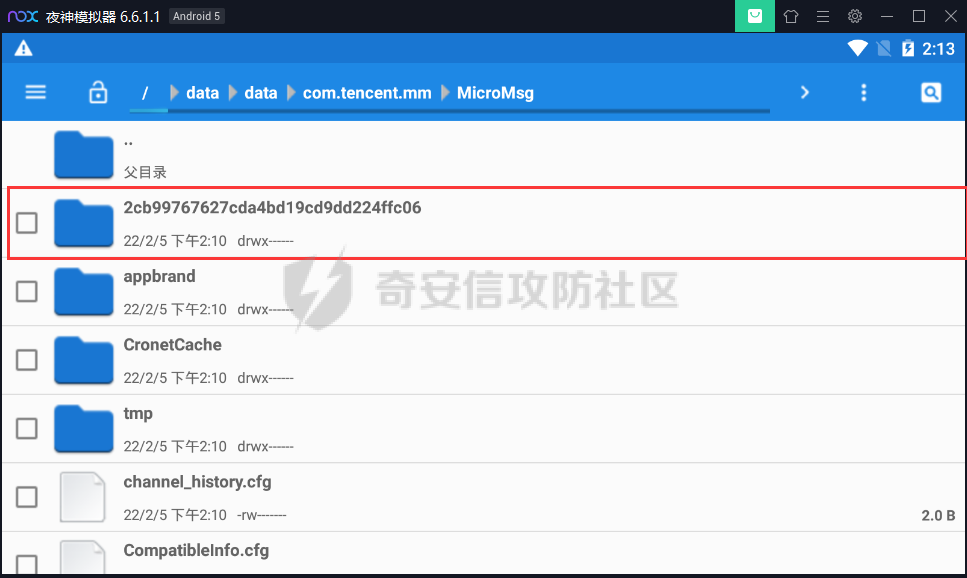 nox 夜神模拟器 6.6.1.1 Android 5
2:13
/ data data com.tencent.mm MicroMsg
..
父目录
2cb99767627cda4bd19cd9dd224ffc06
22/2/5 下午2:10 drwx------
appbrand
22/2/5 下午2:10 drwx------
奇安信攻防社区
CronetCache
22/2/5 下午2:10 drwx------
tmp
22/2/5 下午2:10 drwx------
channel_history.cfg
22/2/5 下午2:10 -rw-------
2.0 B
CompatibleInfo.cfg